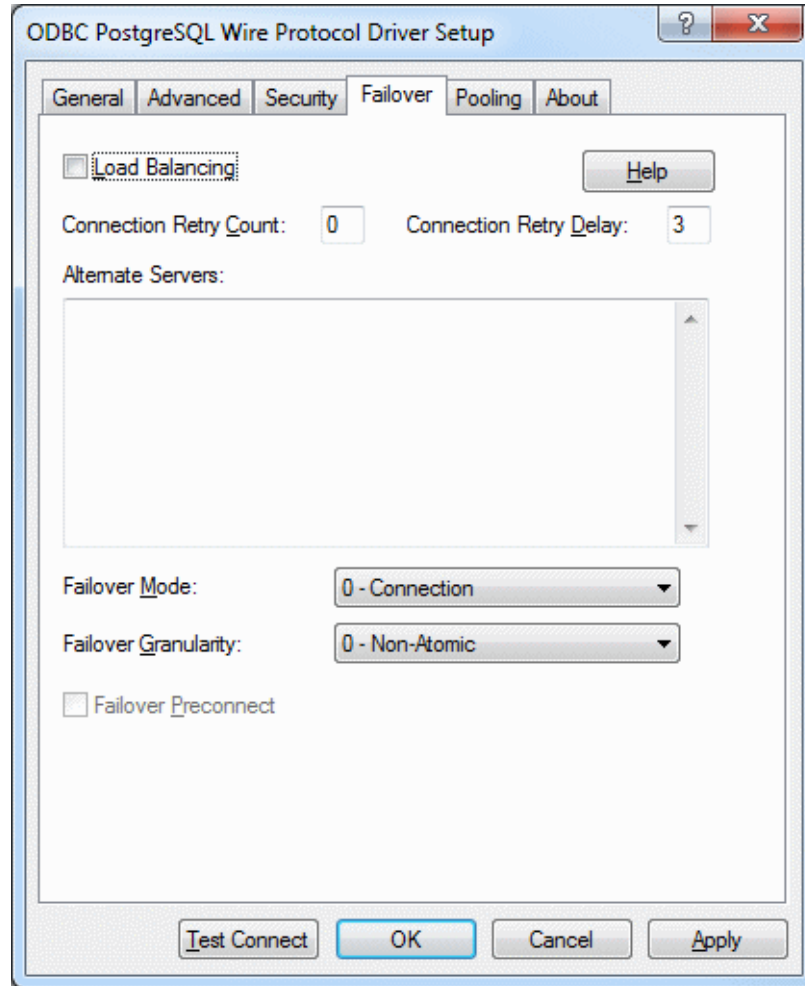 ODBC PostgreSQL Wire Protocol Driver Setup ? X
General Advanced Security Failover Pooling About
Load Balancing Help
Connection Retry Count: 0 Connection Retry Delay: 3
Alternate Servers:
Failover Mode: 0 - Connection
Failover Granularity: 0 - Non-Atomic
Failover Preconnect
Test Connect OK Cancel Apply